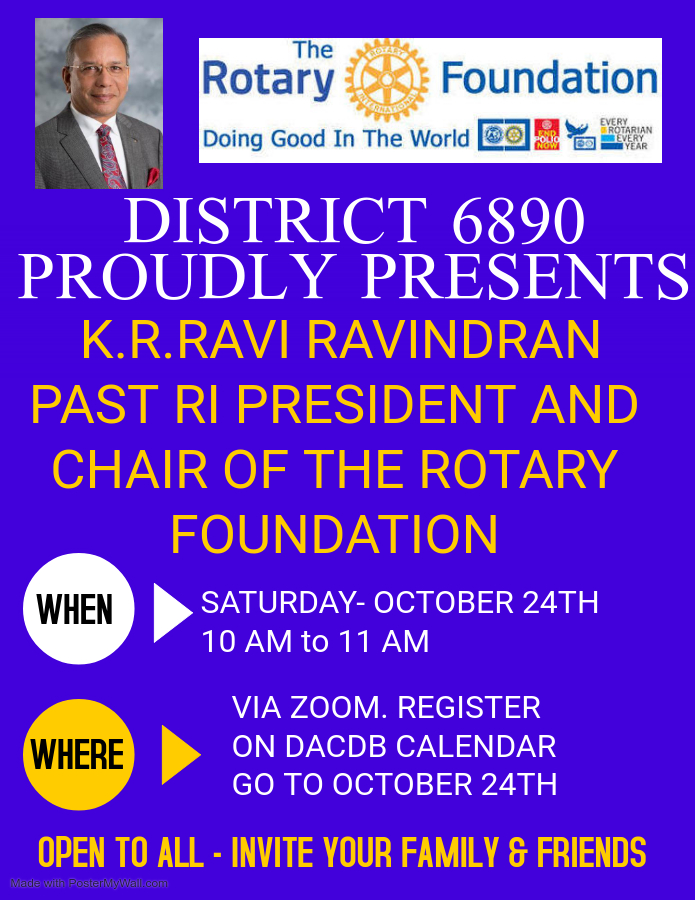 The
Rotary Foundation
ROTARY
INTERNATIONAL
Doing Good In The World
END
POLIO
NOW
EVERY
ROTARIAN
EVERY
YEAR
DISTRICT 6890
PROUDLY PRESENTS
K.R.RAVI RAVINDRAN
PAST RI PRESIDENT AND
CHAIR OF THE ROTARY
FOUNDATION
WHEN
SATURDAY- OCTOBER 24TH
10 AM to 11 AM
WHERE
VIA ZOOM. REGISTER
ON DACDB CALENDAR
GO TO OCTOBER 24TH
OPEN TO ALL - INVITE YOUR FAMILY & FRIENDS
Made with PosterMyWall.com